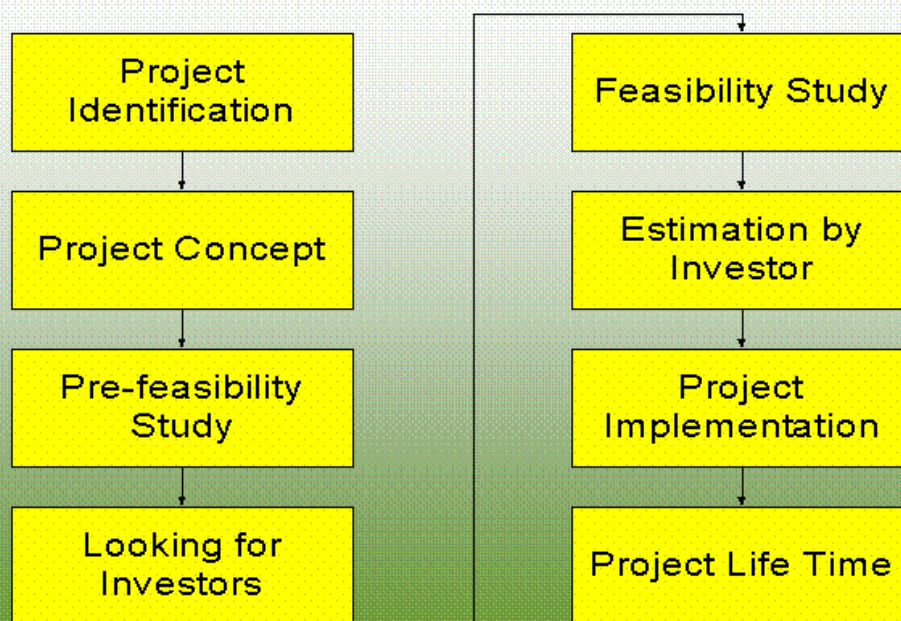 Project
Identification
Project Concept
Pre-feasibility
Study
Looking for
Investors
Feasibility Study
Estimation by
Investor
Project
Implementation
Project Life Time